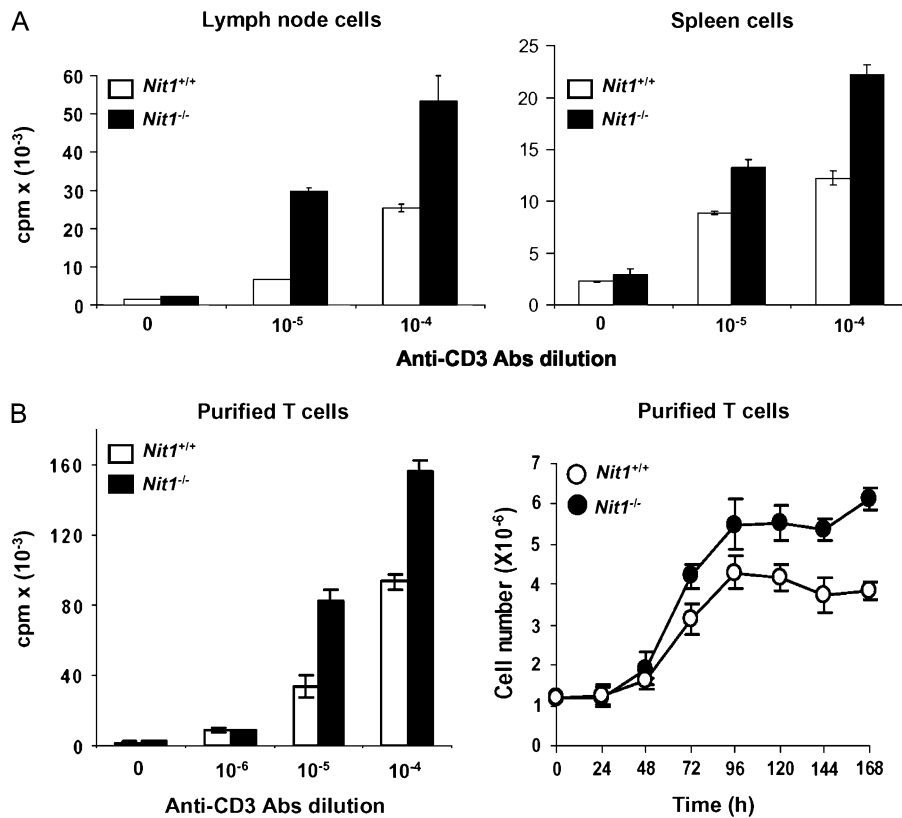 A
Lymph node cells
Spleen cells
cpm x (10-3)
60
50
40
30
20
10
0
Nit1+/+
Nit1-/-
0
10-5
10-4
30
25
20
15
10
5
0
Nit1+/+
Nit1-/-
0
10-5
10-4
Anti-CD3 Abs dilution
B
Purified T cells
Purified T cells
cpm x (10-3)
160
120
80
40
0
Nit1+/+
Nit1-/-
0
10-6
10-5
10-4
Anti-CD3 Abs dilution
Cell number (X10-6)
7
6
5
4
3
2
1
0
Nit1+/+
Nit1-/-
0
24
48
72
96
120
144
168
Time (h)